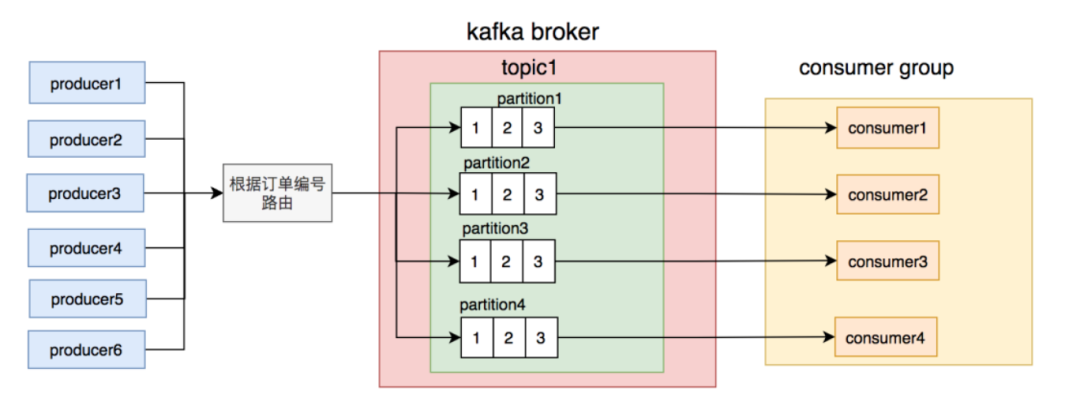 kafka broker
topic1
consumer group
producer1
producer2
producer3
producer4
producer5
producer6
根据订单编号
路由
partition1
1 2 3
partition2
1 2 3
partition3
1 2 3
partition4
1 2 3
consumer1
consumer2
consumer3
consumer4